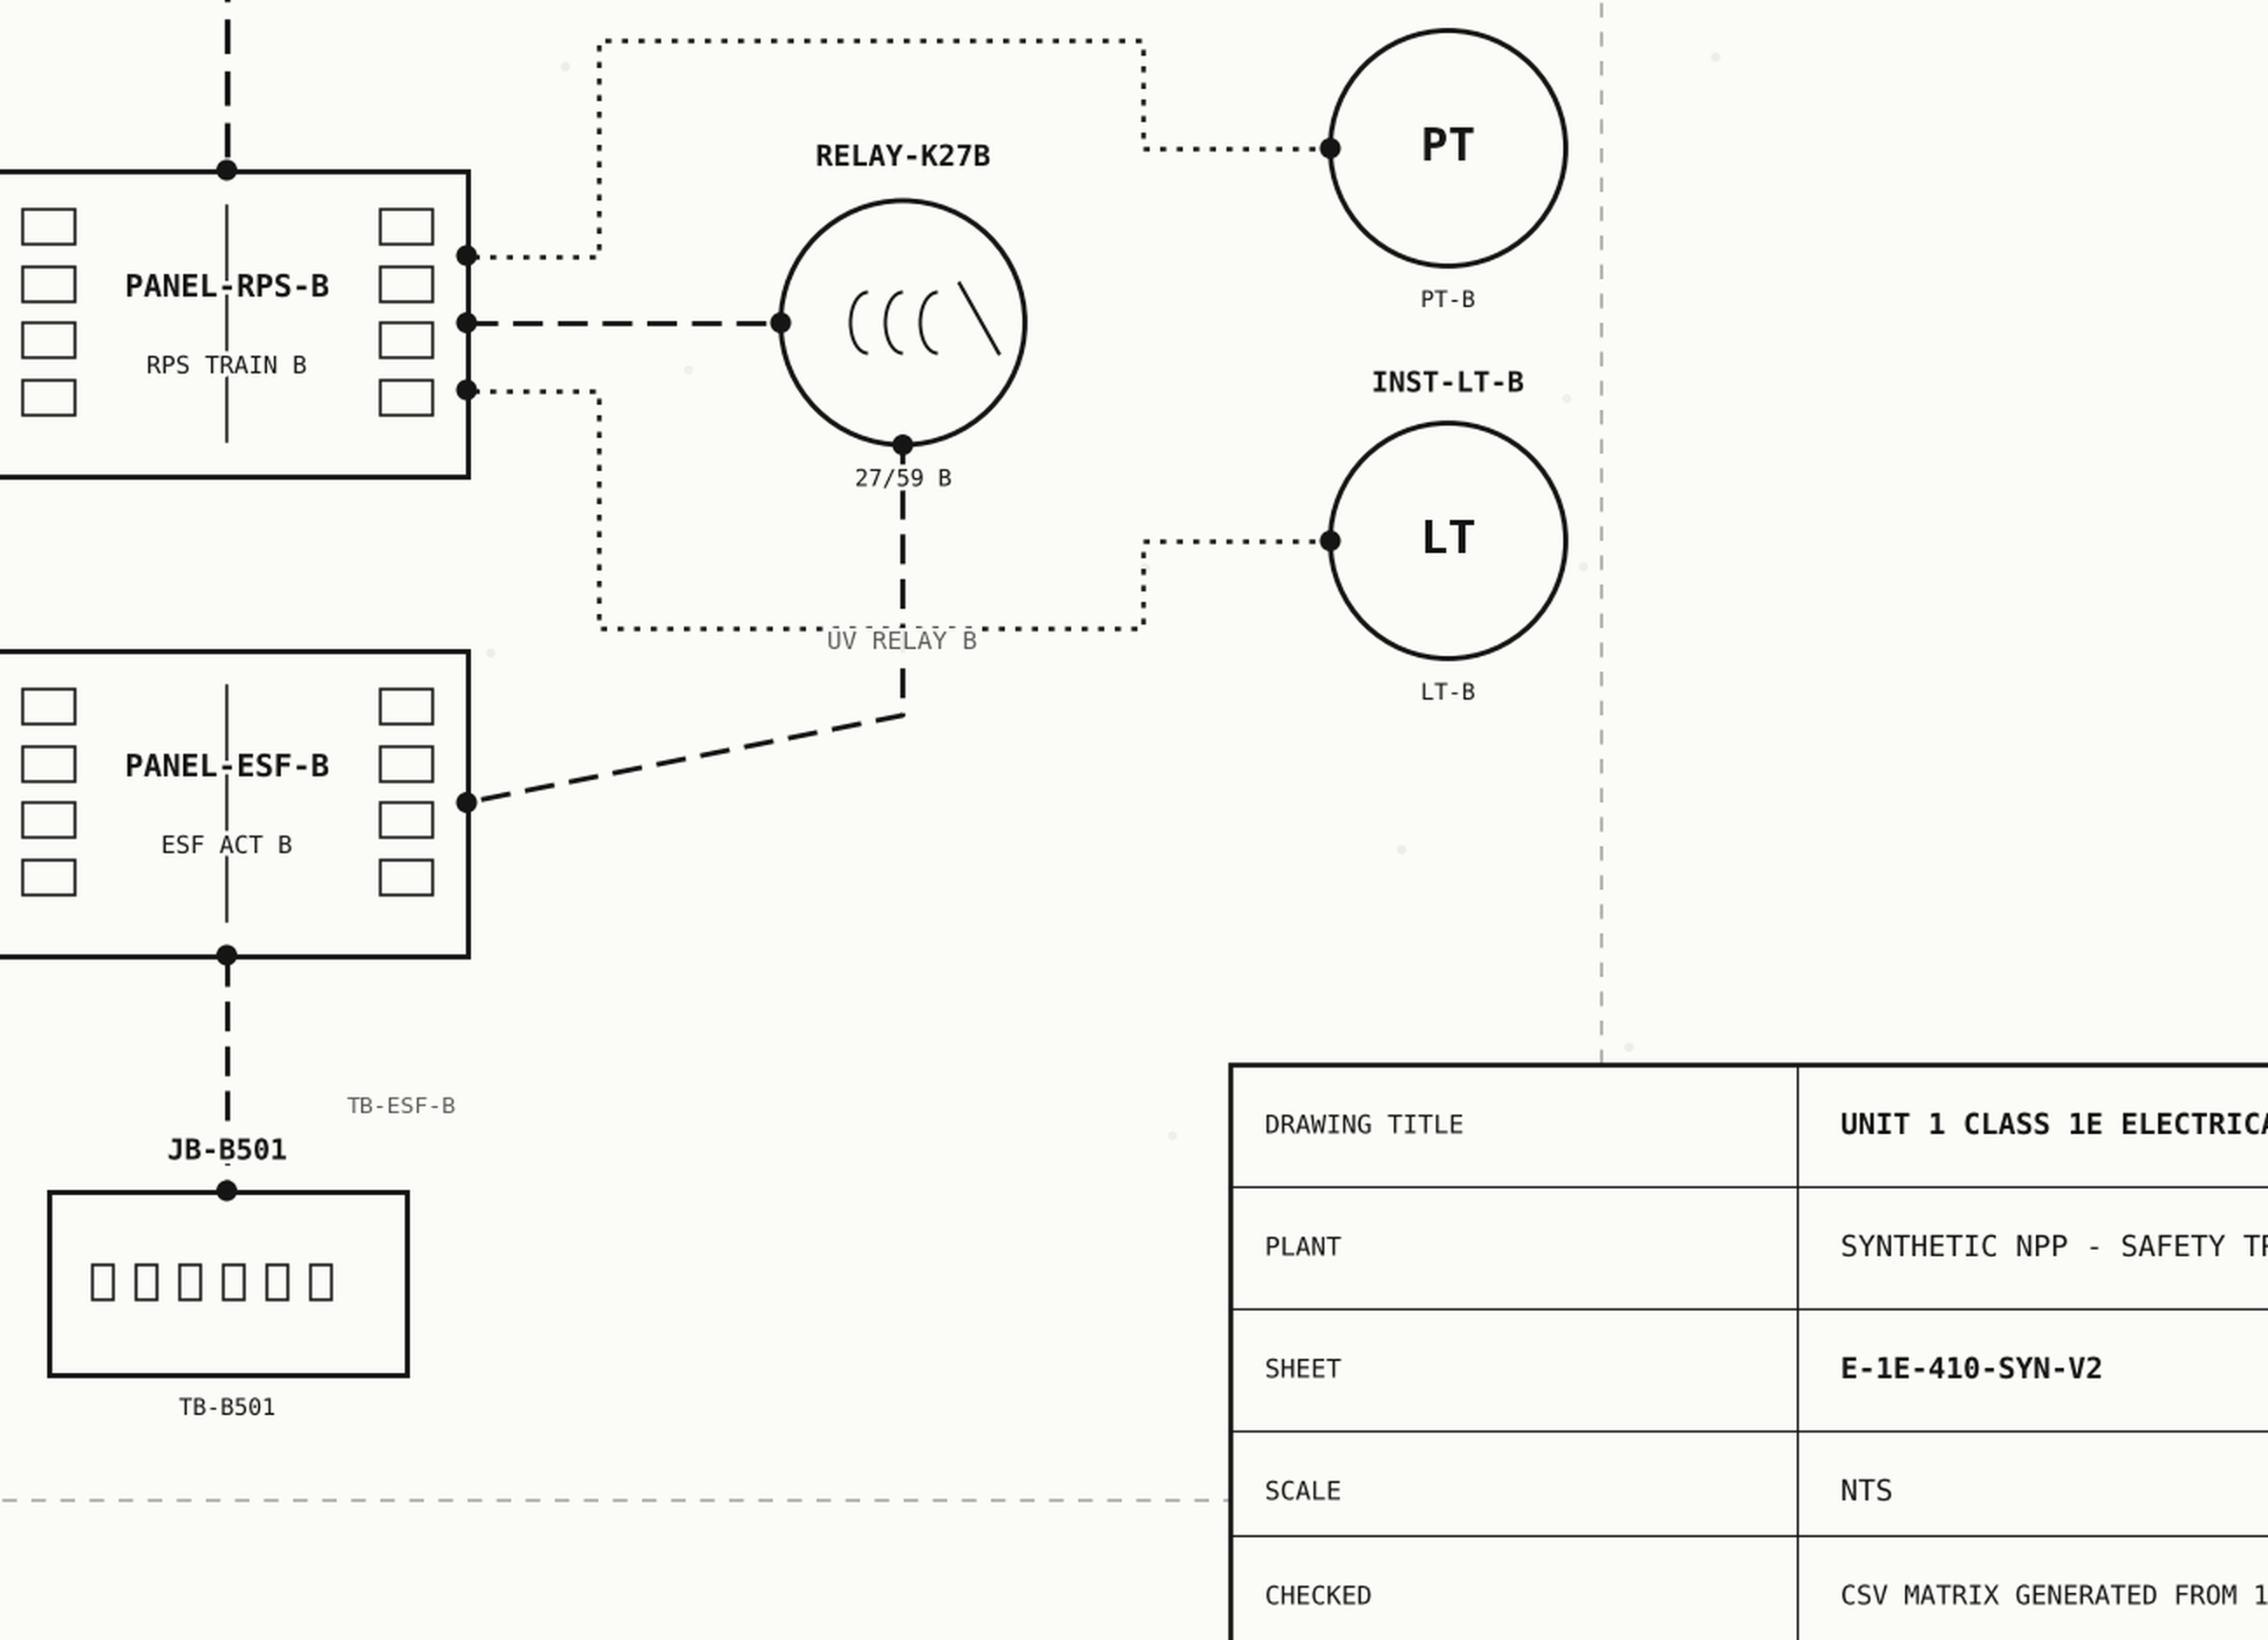 PT
RELAY-K27B
PANEL-RPS-B
PT-B
RPS TRAIN B
INST-LT-B
27/59 B
LT
UV RELAY B
LT-B
PANEL-ESF-B
ESF ACT B
TB-ESF-B
JB-B501
TB-B501
DRAWING TITLE
UNIT 1 CLASS 1E ELECTRICA
PLANT
SYNTHETIC NPP - SAFETY TR
SHEET
E-1E-410-SYN-V2
SCALE
NTS
CHECKED
CSV MATRIX GENERATED FROM 1